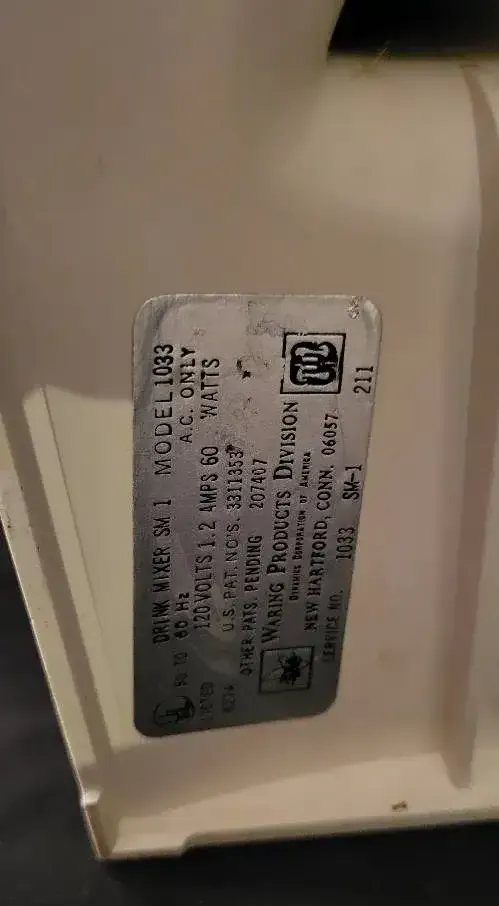 DRINK MIXER SM 1 MODEL 1033
50 TO 60 Hz A.C. ONLY
UL LISTED 120 VOLTS 1.2 AMPS 60 WATTS
U.S. PAT. NO'S. 3311353
OTHER PATS. PENDING 207407
WARING PRODUCTS DIVISION
DYNAMICS CORPORATION OF AMERICA
NEW HARTFORD, CONN. 06057
SERVICE NO. 1033 SM-1 211